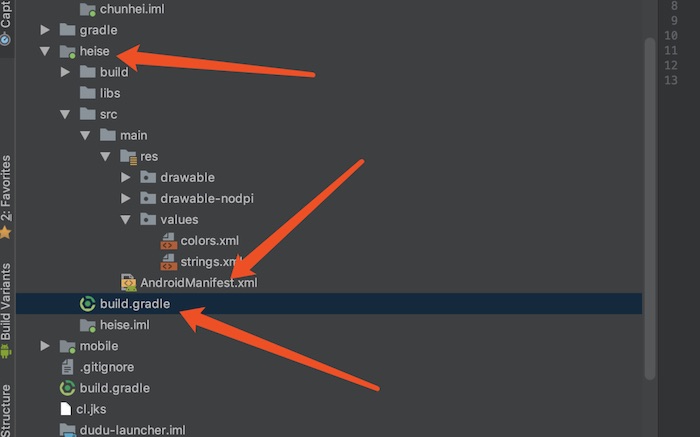 chunhei.iml
gradle
heise
build
libs
src
main
res
drawable
drawable-nodpi
values
colors.xml
strings.xml
AndroidManifest.xml
build.gradle
heise.iml
mobile
.gitignore
build.gradle
cl.jks
dudu-launcher.iml
Capt
2: Favorites
Build Variants
Structure
8
9
10
11
12
13